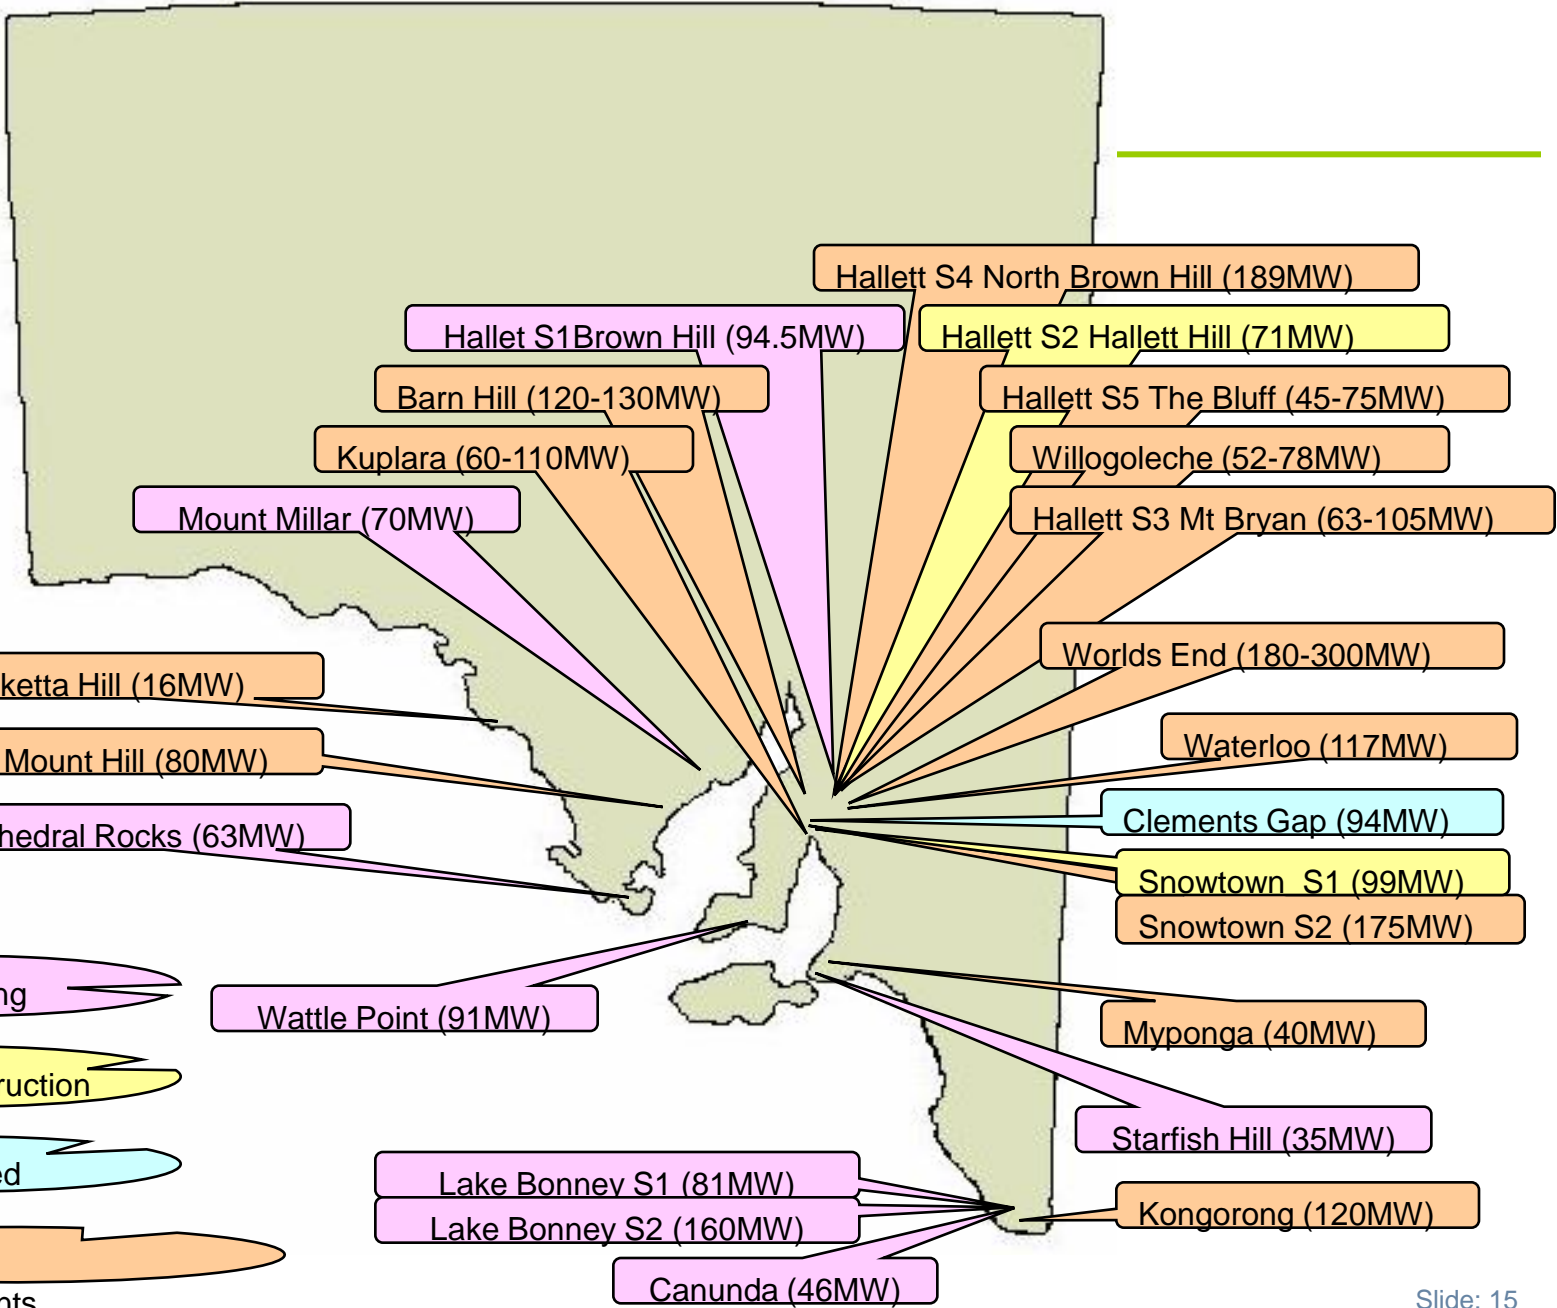 Hallett S4 North Brown Hill (189MW)
Hallet S1Brown Hill (94.5MW)
Hallett S2 Hallett Hill (71MW)
Barn Hill (120-130MW)
Hallett S5 The Bluff (45-75MW)
Kuplara (60-110MW)
Willogoleche (52-78MW)
Mount Millar (70MW)
Hallett S3 Mt Bryan (63-105MW)
Worlds End (180-300MW)
ketta Hill (16MW)
Waterloo (117MW)
Mount Hill (80MW)
Clements Gap (94MW)
hedral Rocks (63MW)
Snowtown S1 (99MW)
Snowtown S2 (175MW)
ng
Wattle Point (91MW)
Myponga (40MW)
ruction
Starfish Hill (35MW)
ed
Lake Bonney S1 (81MW)
Lake Bonney S2 (160MW)
Kongorong (120MW)
Canunda (46MW)
nts
Slide: 15